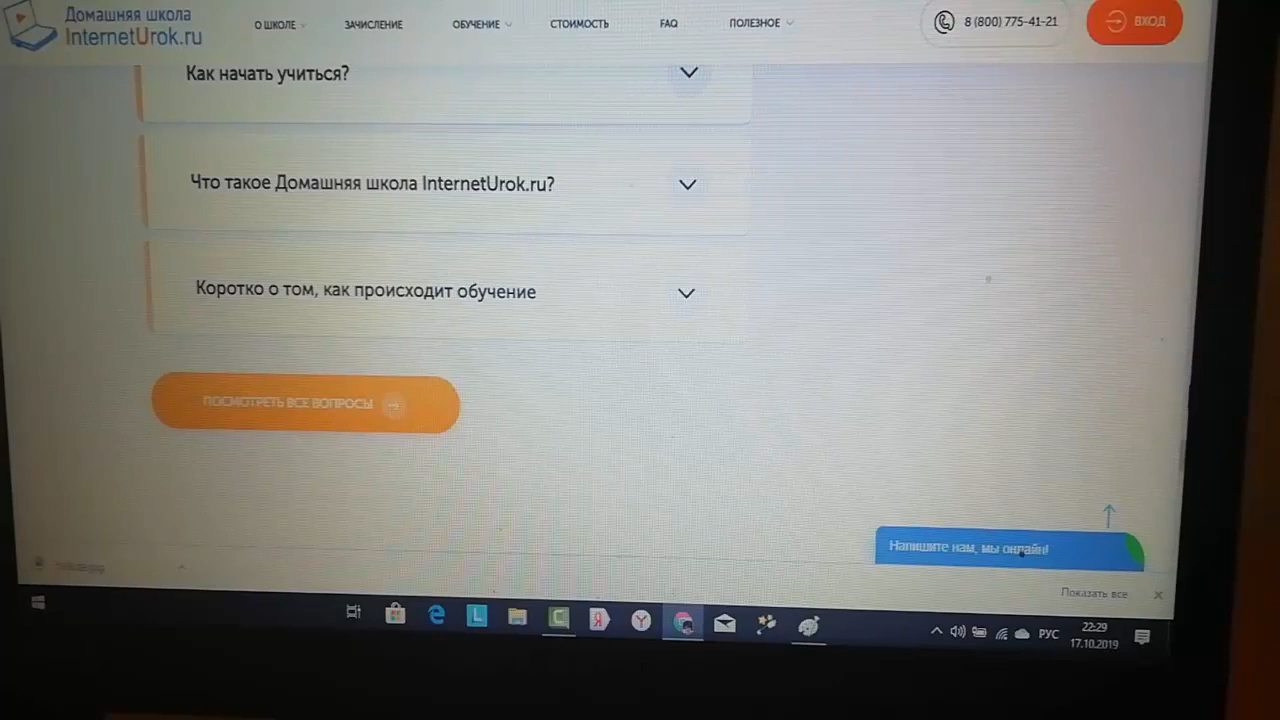 Домашняя школа
InternetUrok.ru
О ШКОЛЕ
ЗАЧИСЛЕНИЕ
ОБУЧЕНИЕ
СТОИМОСТЬ
FAQ
ПОЛЕЗНОЕ
8 (800) 775-41-21
ВХОД
Как начать учиться?
Что такое Домашняя школа InternetUrok.ru?
Коротко о том, как происходит обучение
ПОСМОТРЕТЬ ВСЕ ВОПРОСЫ
Напишите нам, мы онлайн!
Показать все
РУС
22:29
17.10.2019